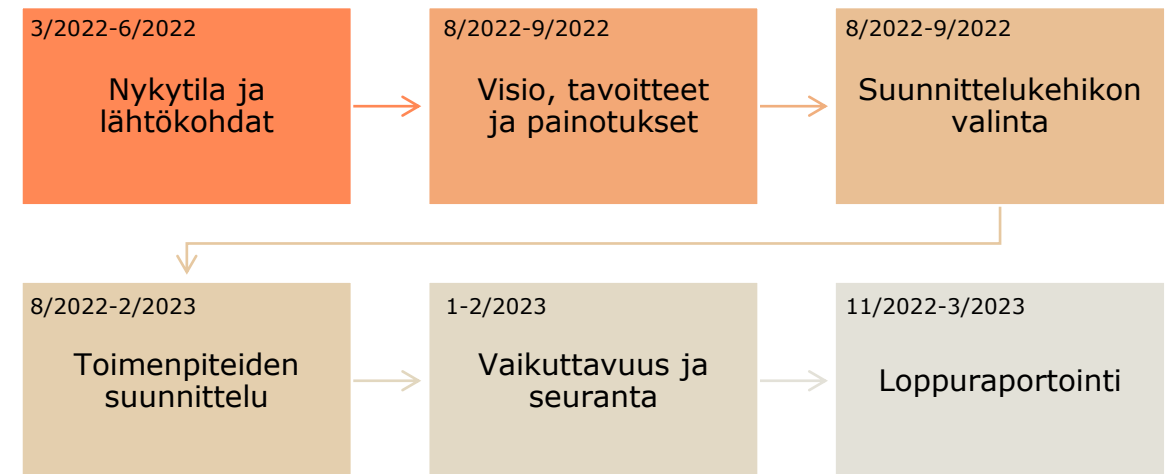 3/2022-6/2022
Nykytila ja
lähtökohdat
8/2022-9/2022
Visio, tavoitteet
ja painotukset
8/2022-9/2022
Suunnittelukehikon
valinta
8/2022-2/2023
Toimenpiteiden
suunnittelu
1-2/2023
Vaikuttavuus ja
seuranta
11/2022-3/2023
Loppuraportointi